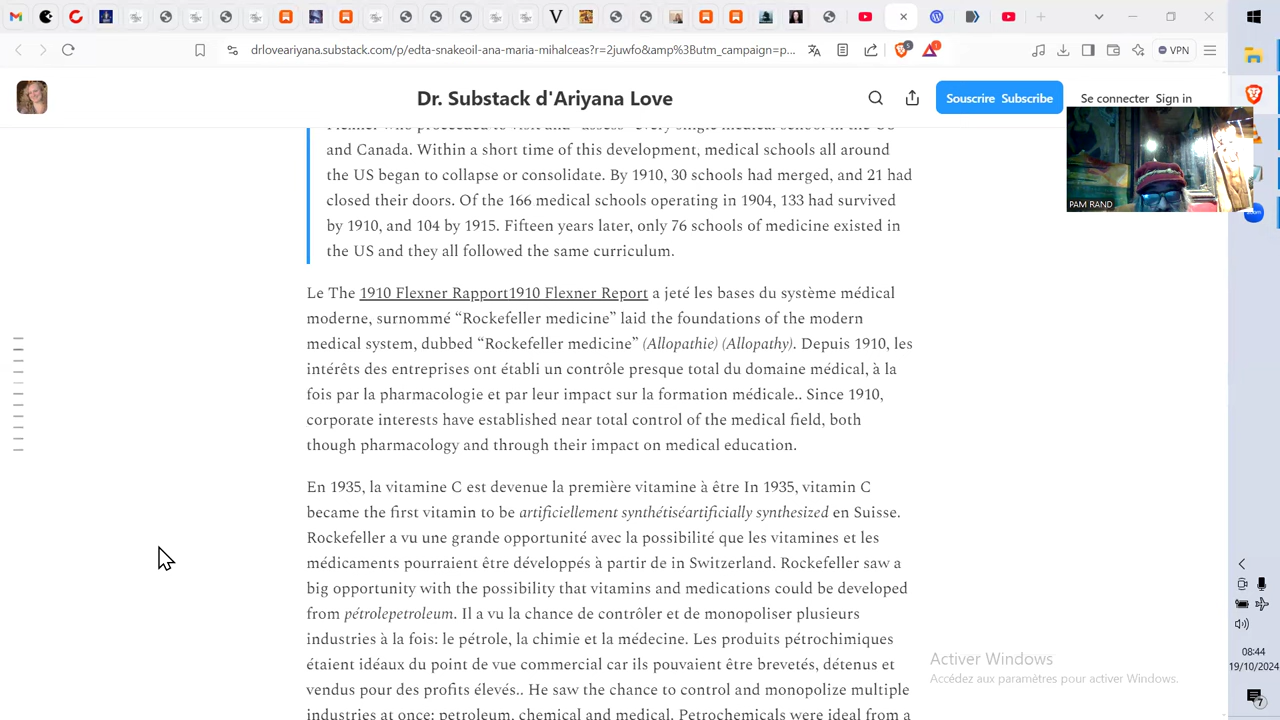 drloveariyana.substack.com/p/edta-snakeoil-ana-maria-mihalceas?r=2juwfo&amp%3Butm_campaign=p...
VPN
Dr. Substack d'Ariyana Love
Souscrire Subscribe
Se connecter Sign in
PAM RAND
Flexner who proceeded to visit and "assess" every single medical school in the US
and Canada. Within a short time of this development, medical schools all around
the US began to collapse or consolidate. By 1910, 30 schools had merged, and 21 had
closed their doors. Of the 166 medical schools operating in 1904, 133 had survived
by 1910, and 104 by 1915. Fifteen years later, only 76 schools of medicine existed in
the US and they all followed the same curriculum.
Le The 1910 Flexner Rapport1910 Flexner Report a jeté les bases du système médical
moderne, surnommé “Rockefeller medicine” laid the foundations of the modern
medical system, dubbed “Rockefeller medicine” (Allopathie) (Allopathy). Depuis 1910, les
intérêts des entreprises ont établi un contrôle presque total du domaine médical, à la
fois par la pharmacologie et par leur impact sur la formation médicale.. Since 1910,
corporate interests have established near total control of the medical field, both
though pharmacology and through their impact on medical education.
En 1935, la vitamine C est devenue la première vitamine à être In 1935, vitamin C
became the first vitamin to be artificiellement synthétiséartificially synthesized en Suisse.
Rockefeller a vu une grande opportunité avec la possibilité que les vitamines et les
médicaments pourraient être développés à partir de in Switzerland. Rockefeller saw a
big opportunity with the possibility that vitamins and medications could be developed
from pétrolepetroleum. Il a vu la chance de contrôler et de monopoliser plusieurs
industries à la fois: le pétrole, la chimie et la médecine. Les produits pétrochimiques
étaient idéaux du point de vue commercial car ils pouvaient être brevetés, détenus et
vendus pour des profits élevés.. He saw the chance to control and monopolize multiple
industries at once: petroleum, chemical and medical. Petrochemicals were ideal from a
Activer Windows
Accédez aux paramètres pour activer Windows.
08:44
19/10/2024
7